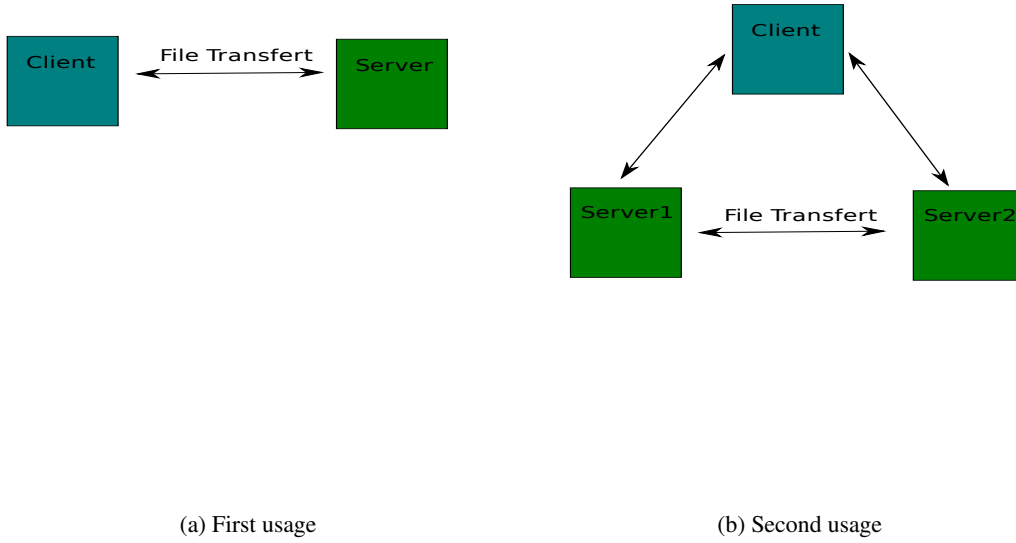 Client
File Transfert
Server
(a) First usage
Client
Server1
File Transfert
Server2
(b) Second usage